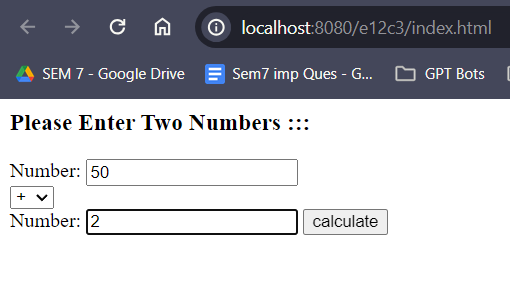 localhost:8080/e12c3/index.html
SEM 7 - Google Drive Sem7 imp Ques - G... GPT Bots
Please Enter Two Numbers :::
Number: 50
+
Number: 2 calculate